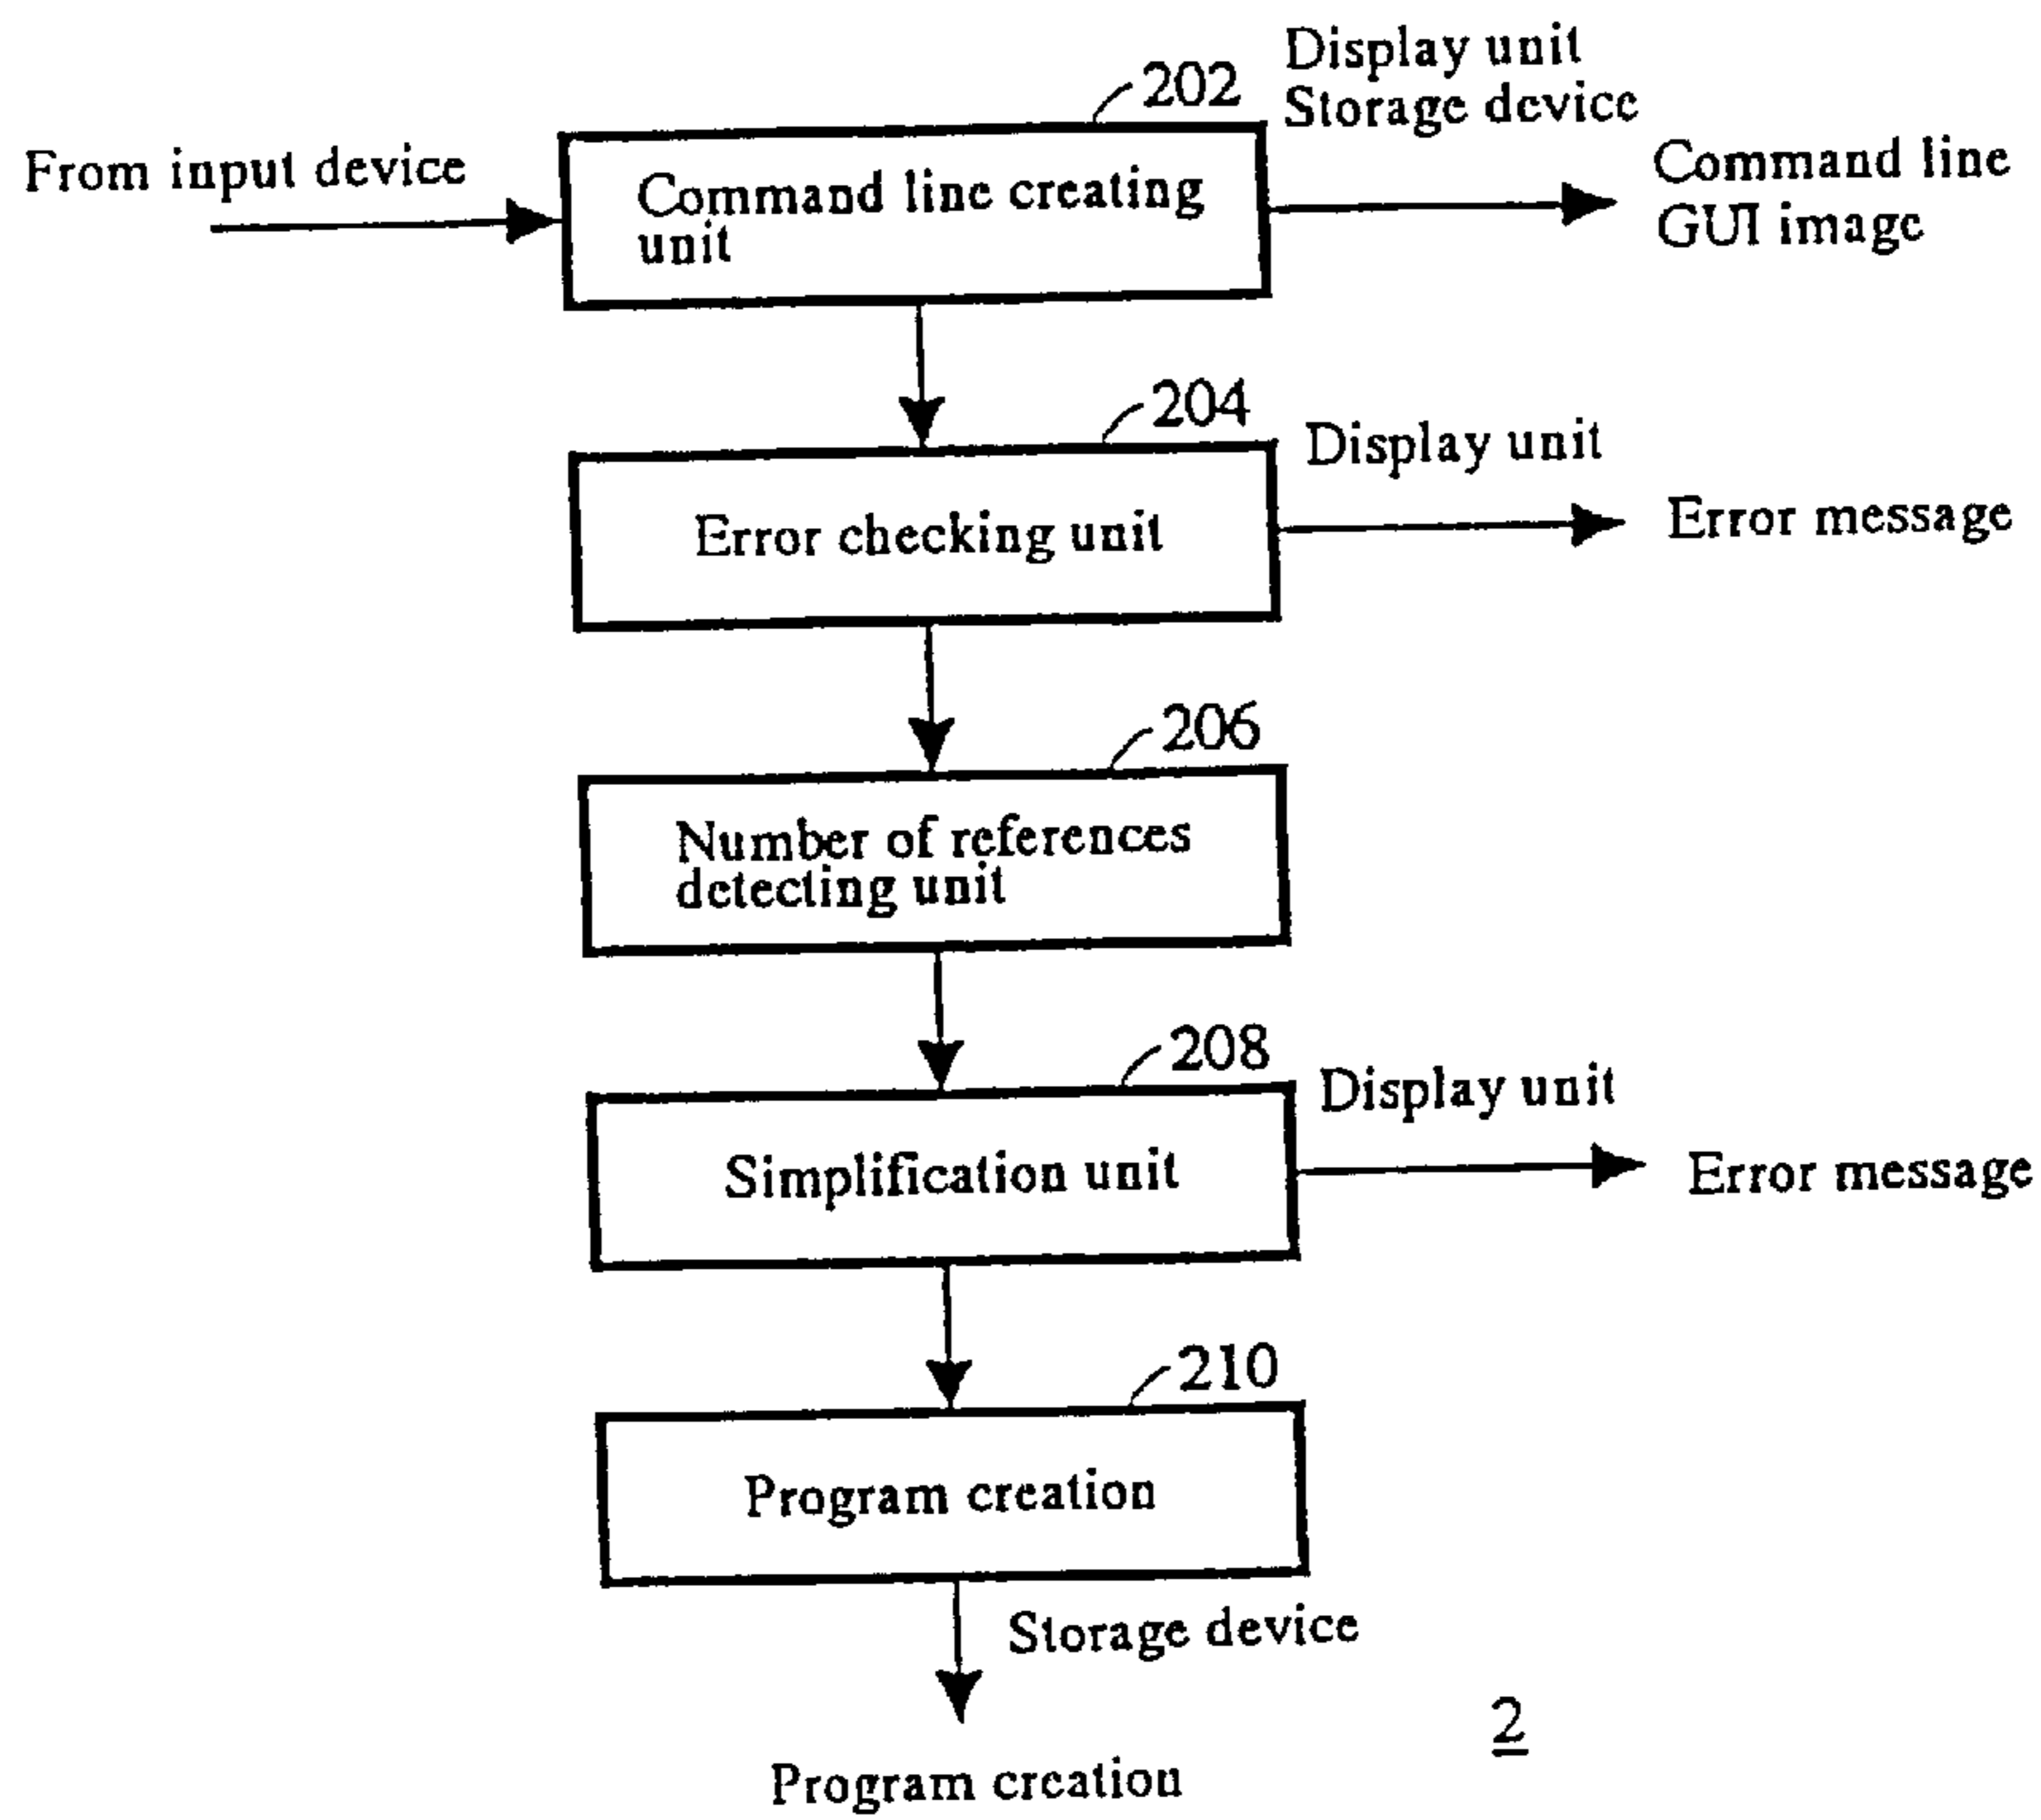 202
Display unit
Storage device
From input device
Command line creating
unit
Command line
GUI image
204
Display unit
Error checking unit
Error message
206
Number of references
detecting unit
208
Display unit
Simplification unit
Error message
210
Program creation
Storage device
2
Program creation